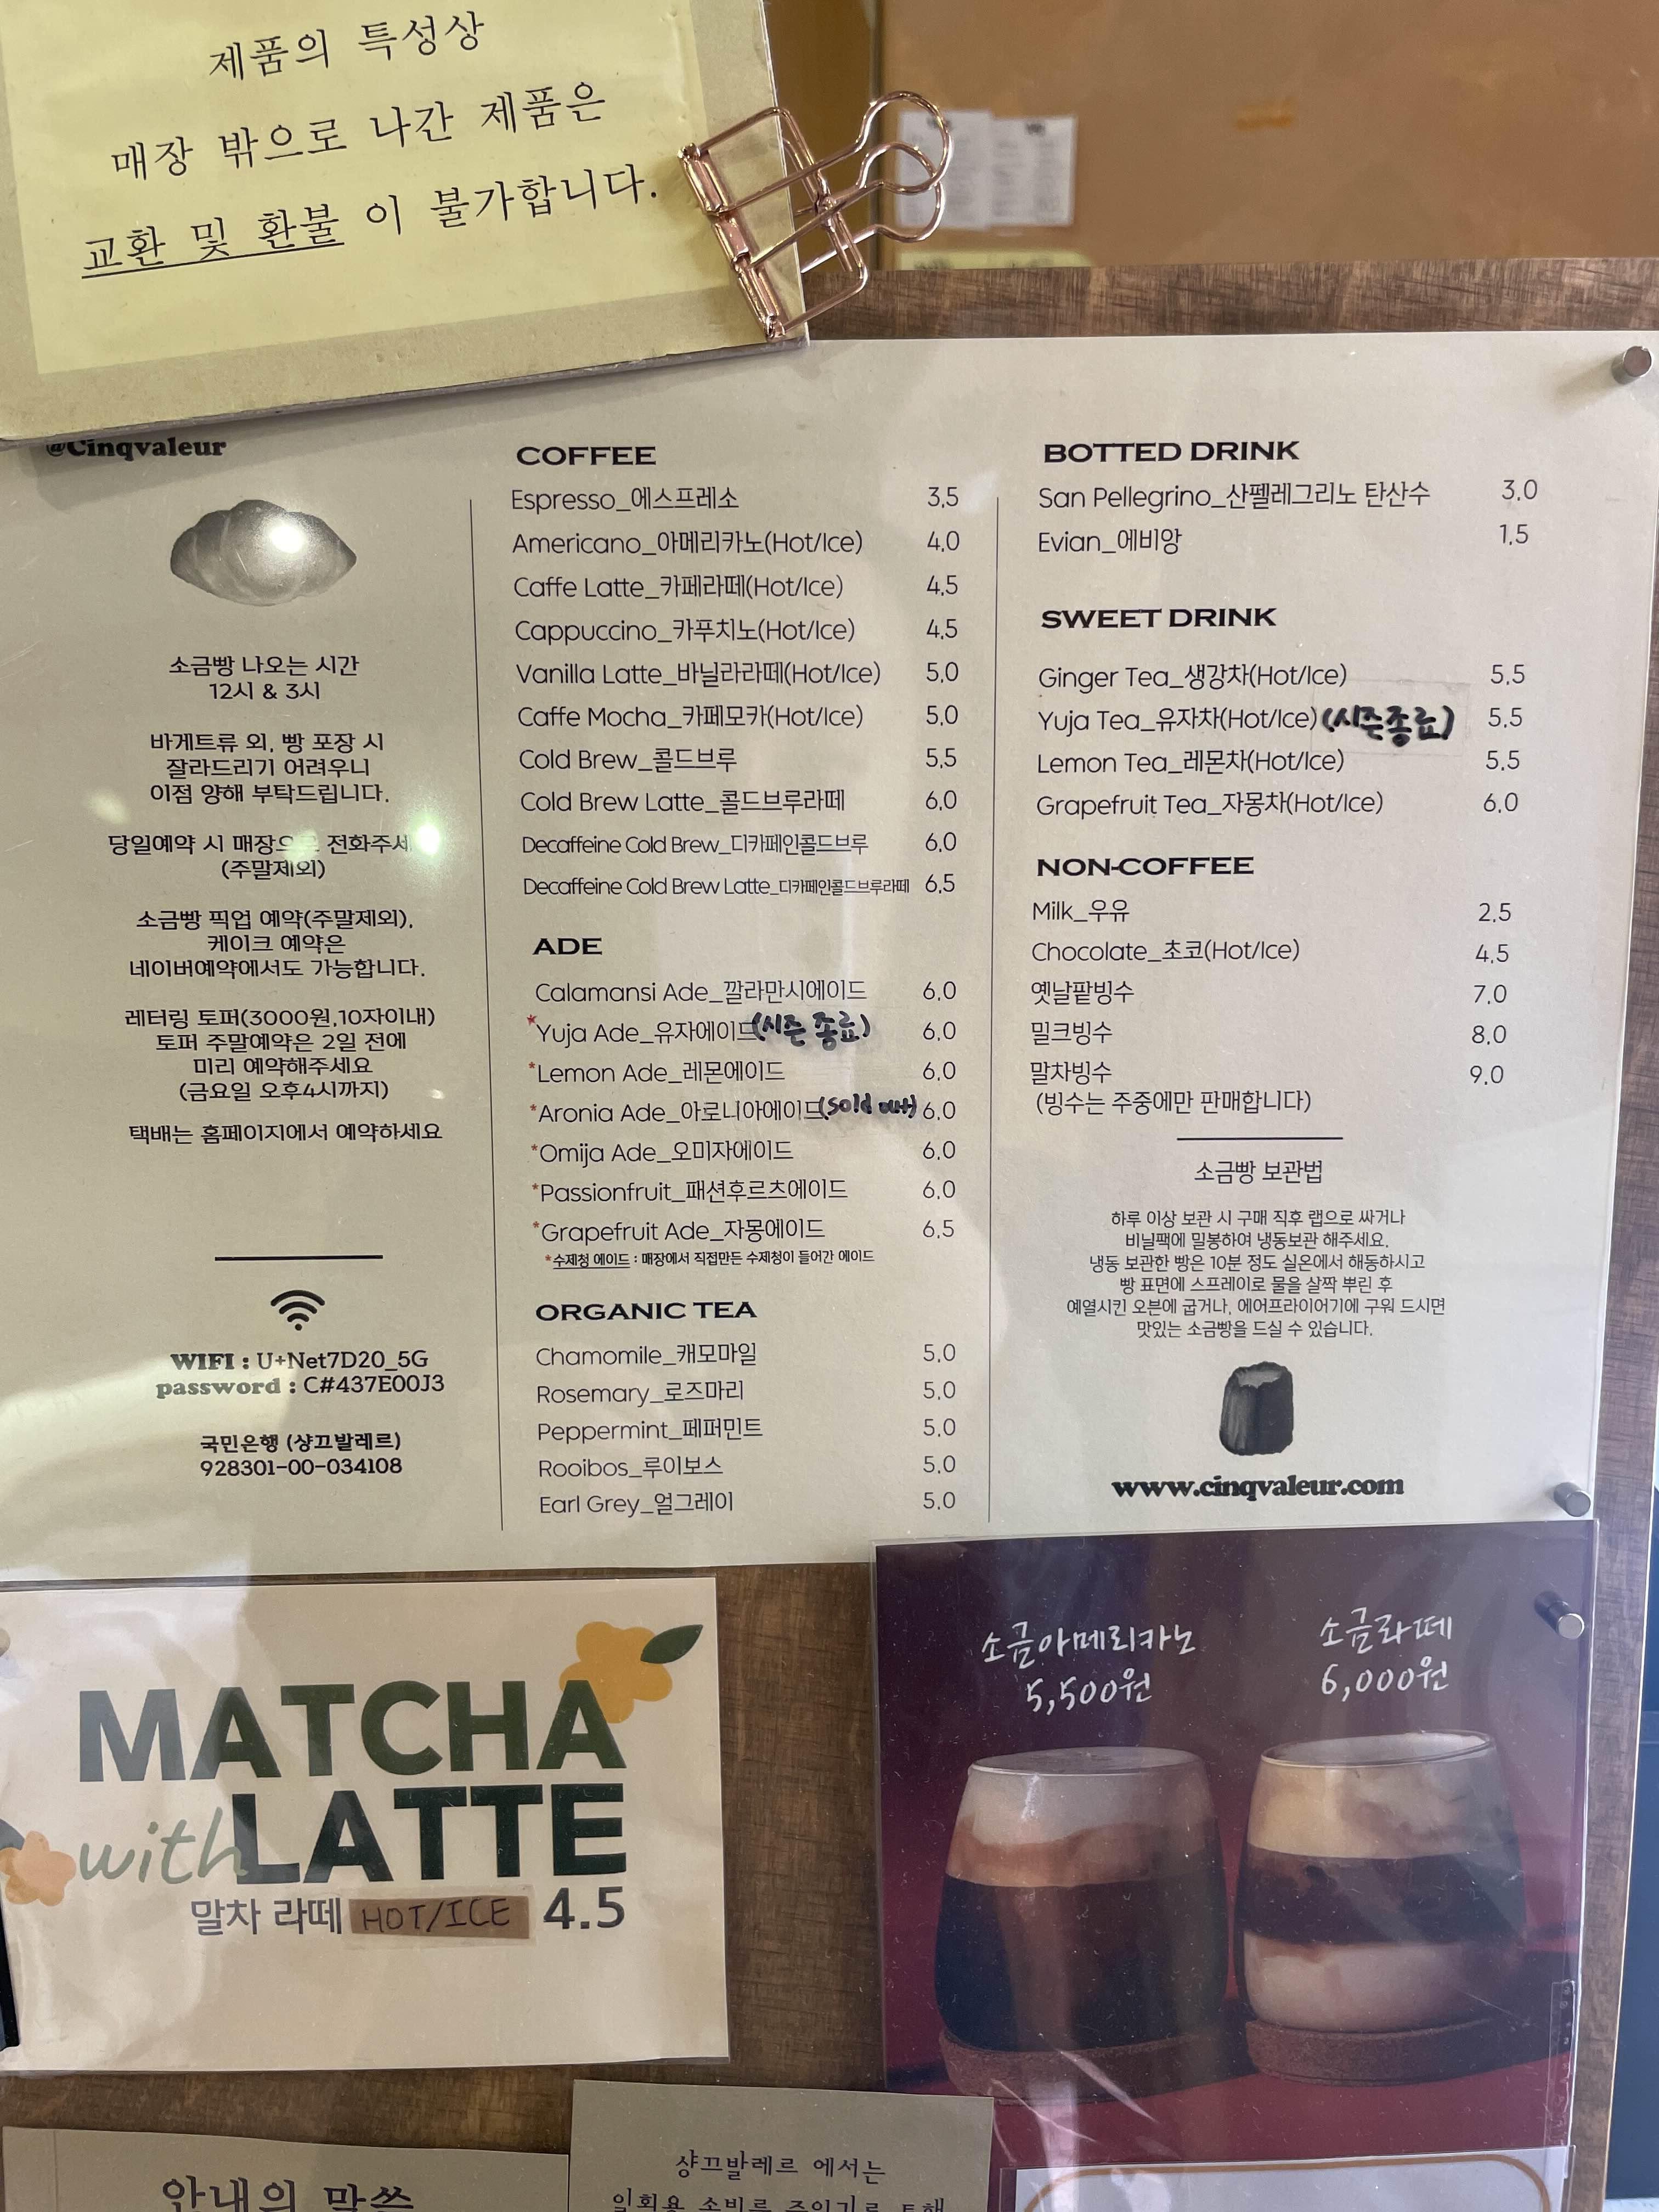 제품의 특성상
매장 밖으로 나간 제품은
교환 및 환불 이 불가합니다.
@Cinqvaleur
소금빵 나오는 시간
12시 & 3시
바게트류 외, 빵 포장 시
잘라드리기 어려우니
이점 양해 부탁드립니다.
당일예약 시 매장으로 전화주세
(주말제외)
소금빵 픽업 예약(주말제외),
케이크 예약은
네이버예약에서도 가능합니다.
레터링 토퍼(3000원,10자이내)
토퍼 주말예약은 2일 전에
미리 예약해주세요
(금요일 오후4시까지)
택배는 홈페이지에서 예약하세요
WIFI : U+Net7D20_5G
password : C#437E00J3
국민은행 (샹끄발레르)
928301-00-034108
COFFEE
Espresso_에스프레소 3.5
Americano_아메리카노(Hot/Ice) 4.0
Caffe Latte_카페라떼(Hot/Ice) 4.5
Cappuccino_카푸치노(Hot/Ice) 4.5
Vanilla Latte_바닐라라떼(Hot/Ice) 5.0
Caffe Mocha_카페모카(Hot/Ice) 5.0
Cold Brew_콜드브루 5.5
Cold Brew Latte_콜드브루라떼 6.0
Decaffeine Cold Brew_디카페인콜드브루 6.0
Decaffeine Cold Brew Latte_디카페인콜드브루라떼 6.5
ADE
Calamansi Ade_깔라만시에이드 6.0
*Yuja Ade_유자에이드(시즌 종료) 6.0
*Lemon Ade_레몬에이드 6.0
*Aronia Ade_아로니아에이드(sold out) 6.0
*Omija Ade_오미자에이드 6.0
*Passionfruit_패션후르츠에이드 6.0
*Grapefruit Ade_자몽에이드 6.5
*수제청 에이드 : 매장에서 직접만든 수제청이 들어간 에이드
ORGANIC TEA
Chamomile_캐모마일 5.0
Rosemary_로즈마리 5.0
Peppermint_페퍼민트 5.0
Rooibos_루이보스 5.0
Earl Grey_얼그레이 5.0
BOTTED DRINK
San Pellegrino_산펠레그리노 탄산수 3.0
Evian_에비앙 1.5
SWEET DRINK
Ginger Tea_생강차(Hot/Ice) 5.5
Yuja Tea_유자차(Hot/Ice)(시즌종료) 5.5
Lemon Tea_레몬차(Hot/Ice) 5.5
Grapefruit Tea_자몽차(Hot/Ice) 6.0
NON-COFFEE
Milk_우유 2.5
Chocolate_초코(Hot/Ice) 4.5
옛날팥빙수 7.0
밀크빙수 8.0
말차빙수 9.0
(빙수는 주중에만 판매합니다)
소금빵 보관법
하루 이상 보관 시 구매 직후 랩으로 싸거나
비닐팩에 밀봉하여 냉동보관 해주세요.
냉동 보관한 빵은 10분 정도 실온에서 해동하시고
빵 표면에 스프레이로 물을 살짝 뿌린 후
예열시킨 오븐에 굽거나, 에어프라이어기에 구워 드시면
맛있는 소금빵을 드실 수 있습니다.
www.cinqvaleur.com
MATCHA
with LATTE
말차 라떼 HOT/ICE 4.5
소금아메리카노
5,500원
소금라떼
6,000원
안내의 말씀
샹끄발레르 에서는